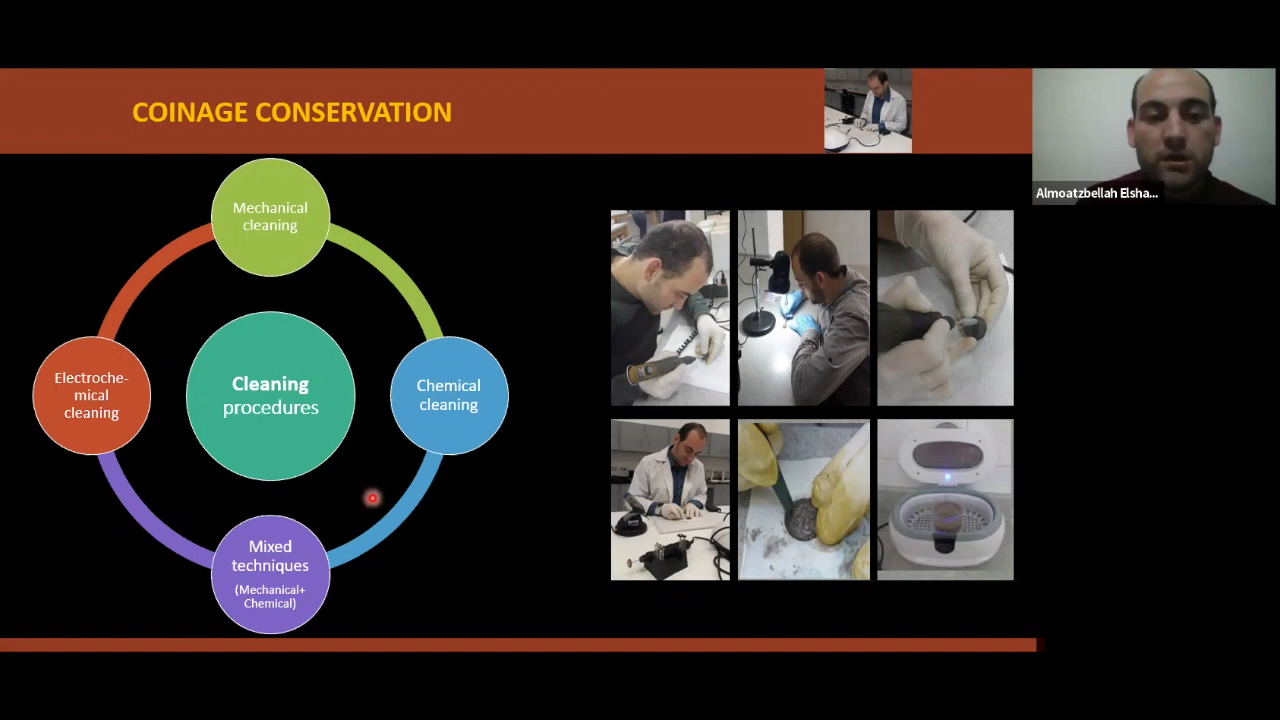 COINAGE CONSERVATION
Almoatzbellah Elsha...
Mechanical
cleaning
Electroche-
mical
cleaning
Cleaning
procedures
Chemical
cleaning
Mixed
techniques
(Mechanical+
Chemical)